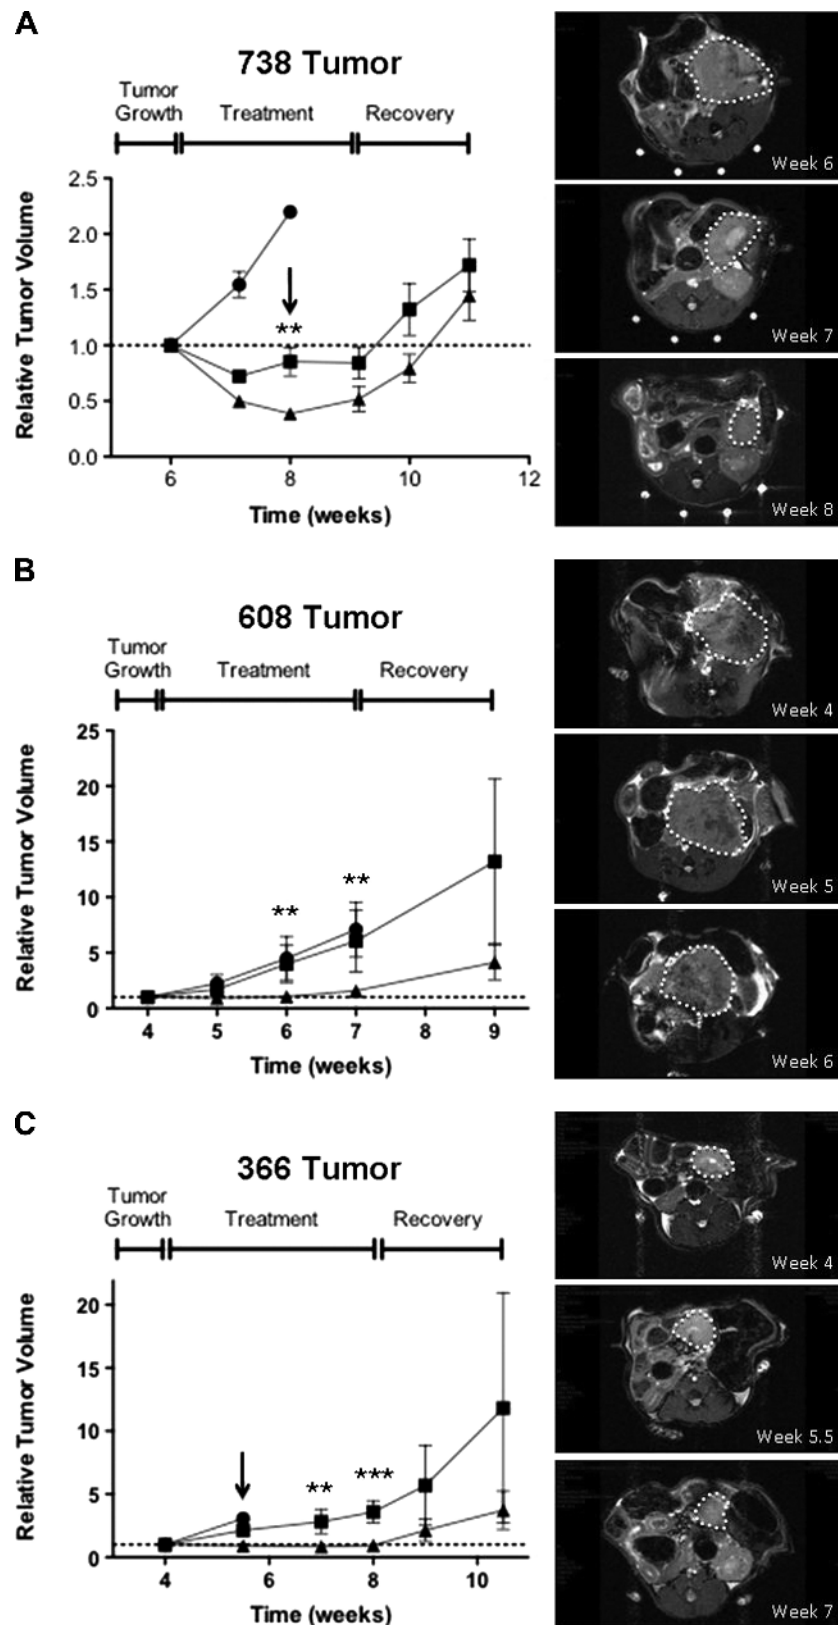 A
738 Tumor
Tumor
Growth
Treatment
Recovery
Relative Tumor Volume
2.5
2.0
1.5
1.0
0.5
0.0
**
6
8
10
12
Time (weeks)
Week 6
Week 7
Week 8
B
608 Tumor
Tumor
Growth
Treatment
Recovery
Relative Tumor Volume
25
20
15
10
5
0
**
**
4
5
6
7
8
9
Time (weeks)
Week 4
Week 5
Week 6
C
366 Tumor
Tumor
Growth
Treatment
Recovery
Relative Tumor Volume
20
15
10
5
0
**
***
4
6
8
10
Time (weeks)
Week 4
Week 5.5
Week 7